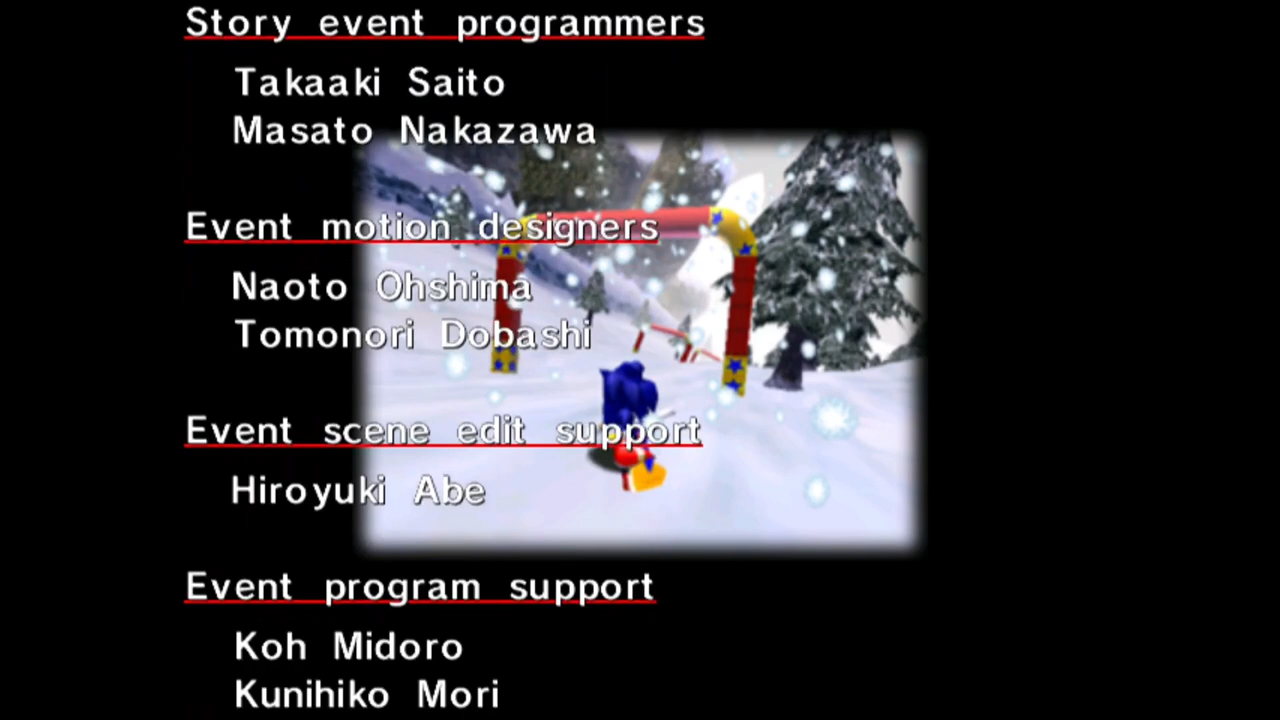 Story event programmers
Takaaki Saito
Masato Nakazawa
Event motion designers
Naoto Ohshima
Tomonori Dobashi
Event scene edit support
Hiroyuki Abe
Event program support
Koh Midoro
Kunihiko Mori